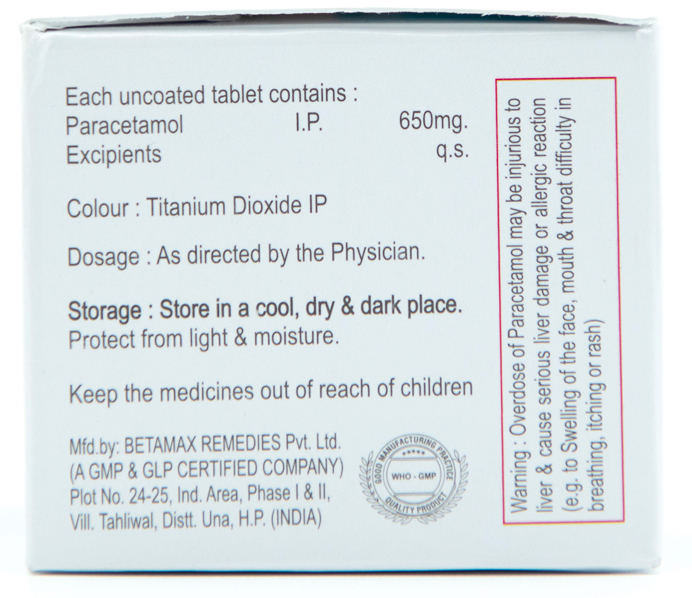 Each uncoated tablet contains :
Paracetamol I.P. 650mg.
Excipients q.s.
Colour : Titanium Dioxide IP
Dosage : As directed by the Physician.
Storage : Store in a cool, dry & dark place.
Protect from light & moisture.
Keep the medicines out of reach of children
Mfd.by: BETAMAX REMEDIES Pvt. Ltd.
(A GMP & GLP CERTIFIED COMPANY)
Plot No. 24-25, Ind. Area, Phase I & II,
Vill. Tahliwal, Distt. Una, H.P. (INDIA)
GOOD MANUFACTURING PRACTICE
WHO - GMP
QUALITY PRODUCT
Warning : Overdose of Paracetamol may be injurious to
liver & cause serious liver damage or allergic reaction
(e.g. to Swelling of the face, mouth & throat difficulty in
breathing, itching or rash)